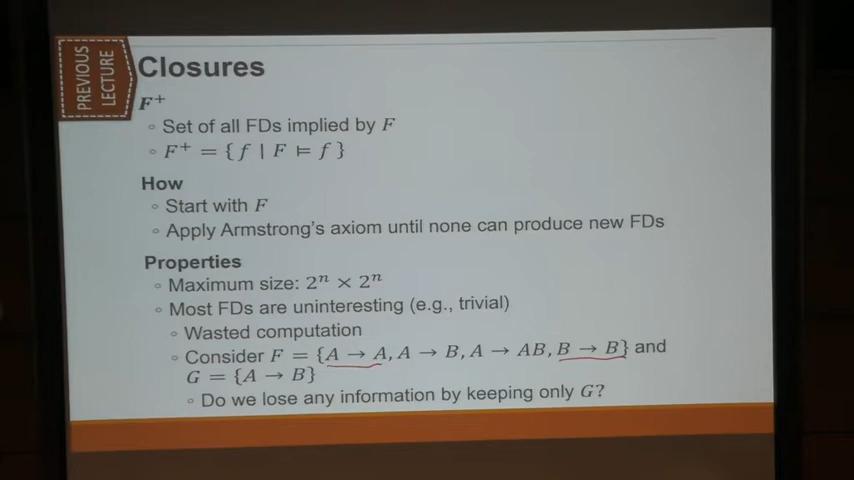 PREVIOUS
LECTURE
Closures
F⁺
◦ Set of all FDs implied by F
◦ F⁺ = {f | F ⊨ f}
How
◦ Start with F
◦ Apply Armstrong's axiom until none can produce new FDs
Properties
◦ Maximum size: 2ⁿ × 2ⁿ
◦ Most FDs are uninteresting (e.g., trivial)
◦ Wasted computation
◦ Consider F = {A → A, A → B, A → AB, B → B} and
G = {A → B}
◦ Do we lose any information by keeping only G?